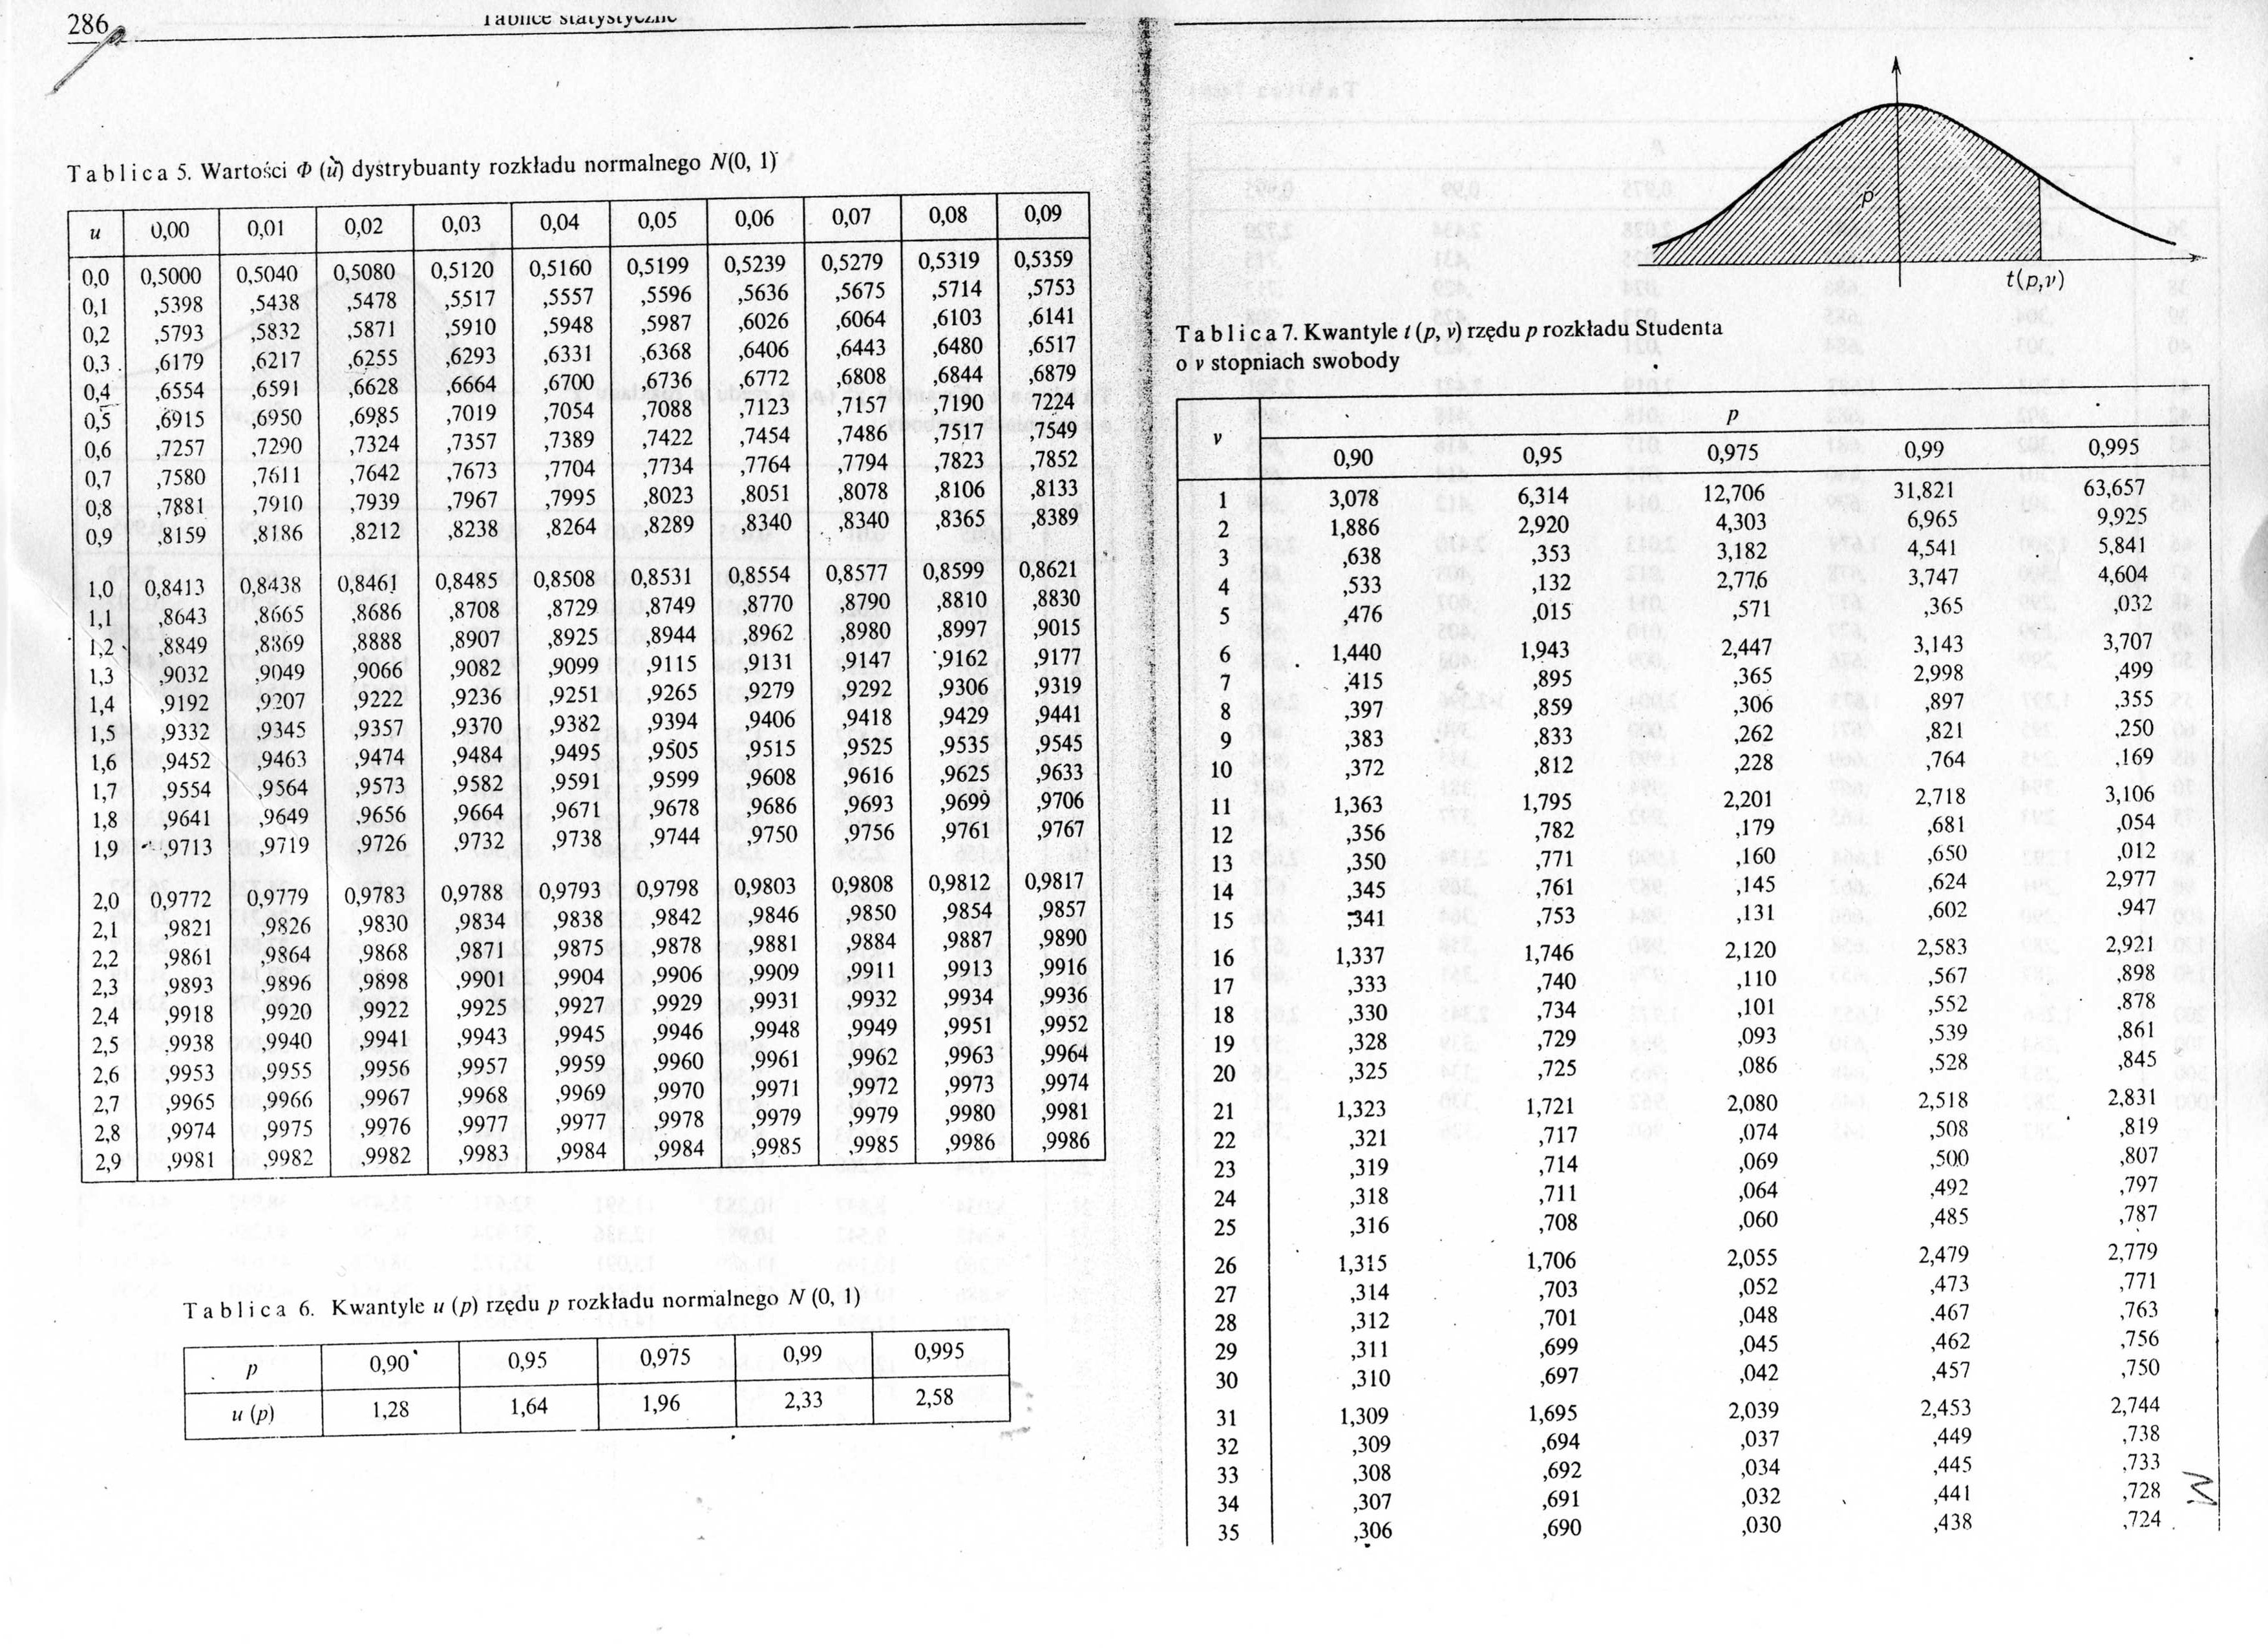 286
Tablice statystyczne
Tablica 5. Wartości Φ (u) dystrybuanty rozkładu normalnego N(0, 1)
u 0,00 0,01 0,02 0,03 0,04 0,05 0,06 0,07 0,08 0,09
0,0 0,5000 0,5040 0,5080 0,5120 0,5160 0,5199 0,5239 0,5279 0,5319 0,5359
0,1 ,5398 ,5438 ,5478 ,5517 ,5557 ,5596 ,5636 ,5675 ,5714 ,5753
0,2 ,5793 ,5832 ,5871 ,5910 ,5948 ,5987 ,6026 ,6064 ,6103 ,6141
0,3 ,6179 ,6217 ,6255 ,6293 ,6331 ,6368 ,6406 ,6443 ,6480 ,6517
0,4 ,6554 ,6591 ,6628 ,6664 ,6700 ,6736 ,6772 ,6808 ,6844 ,6879
0,5 ,6915 ,6950 ,6985 ,7019 ,7054 ,7088 ,7123 ,7157 ,7190 ,7224
0,6 ,7257 ,7290 ,7324 ,7357 ,7389 ,7422 ,7454 ,7486 ,7517 ,7549
0,7 ,7580 ,7611 ,7642 ,7673 ,7704 ,7734 ,7764 ,7794 ,7823 ,7852
0,8 ,7881 ,7910 ,7939 ,7967 ,7995 ,8023 ,8051 ,8078 ,8106 ,8133
0,9 ,8159 ,8186 ,8212 ,8238 ,8264 ,8289 ,8340 ,8340 ,8365 ,8389
1,0 0,8413 0,8438 0,8461 0,8485 0,8508 0,8531 0,8554 0,8577 0,8599 0,8621
1,1 ,8643 ,8665 ,8686 ,8708 ,8729 ,8749 ,8770 ,8790 ,8810 ,8830
1,2 ,8849 ,8869 ,8888 ,8907 ,8925 ,8944 ,8962 ,8980 ,8997 ,9015
1,3 ,9032 ,9049 ,9066 ,9082 ,9099 ,9115 ,9131 ,9147 ,9162 ,9177
1,4 ,9192 ,9207 ,9222 ,9236 ,9251 ,9265 ,9279 ,9292 ,9306 ,9319
1,5 ,9332 ,9345 ,9357 ,9370 ,9382 ,9394 ,9406 ,9418 ,9429 ,9441
1,6 ,9452 ,9463 ,9474 ,9484 ,9495 ,9505 ,9515 ,9525 ,9535 ,9545
1,7 ,9554 ,9564 ,9573 ,9582 ,9591 ,9599 ,9608 ,9616 ,9625 ,9633
1,8 ,9641 ,9649 ,9656 ,9664 ,9671 ,9678 ,9686 ,9693 ,9699 ,9706
1,9 ,9713 ,9719 ,9726 ,9732 ,9738 ,9744 ,9750 ,9756 ,9761 ,9767
2,0 0,9772 0,9779 0,9783 0,9788 0,9793 0,9798 0,9803 0,9808 0,9812 0,9817
2,1 ,9821 ,9826 ,9830 ,9834 ,9838 ,9842 ,9846 ,9850 ,9854 ,9857
2,2 ,9861 ,9864 ,9868 ,9871 ,9875 ,9878 ,9881 ,9884 ,9887 ,9890
2,3 ,9893 ,9896 ,9898 ,9901 ,9904 ,9906 ,9909 ,9911 ,9913 ,9916
2,4 ,9918 ,9920 ,9922 ,9925 ,9927 ,9929 ,9931 ,9932 ,9934 ,9936
2,5 ,9938 ,9940 ,9941 ,9943 ,9945 ,9946 ,9948 ,9949 ,9951 ,9952
2,6 ,9953 ,9955 ,9956 ,9957 ,9959 ,9960 ,9961 ,9962 ,9963 ,9964
2,7 ,9965 ,9966 ,9967 ,9968 ,9969 ,9970 ,9971 ,9972 ,9973 ,9974
2,8 ,9974 ,9975 ,9976 ,9977 ,9977 ,9978 ,9979 ,9979 ,9980 ,9981
2,9 ,9981 ,9982 ,9982 ,9983 ,9984 ,9984 ,9985 ,9985 ,9986 ,9986
Tablica 6. Kwantyle u (p) rzędu p rozkładu normalnego N (0, 1)
p 0,90 0,95 0,975 0,99 0,995
u (p) 1,28 1,64 1,96 2,33 2,58
p
t(p,ν)
Tablica 7. Kwantyle t (p, ν) rzędu p rozkładu Studenta
o ν stopniach swobody
ν p
0,90 0,95 0,975 0,99 0,995
1 3,078 6,314 12,706 31,821 63,657
2 1,886 2,920 4,303 6,965 9,925
3 ,638 ,353 3,182 4,541 5,841
4 ,533 ,132 2,776 3,747 4,604
5 ,476 ,015 ,571 ,365 ,032
6 1,440 1,943 2,447 3,143 3,707
7 ,415 ,895 ,365 2,998 ,499
8 ,397 ,859 ,306 ,897 ,355
9 ,383 ,833 ,262 ,821 ,250
10 ,372 ,812 ,228 ,764 ,169
11 1,363 1,795 2,201 2,718 3,106
12 ,356 ,782 ,179 ,681 ,054
13 ,350 ,771 ,160 ,650 ,012
14 ,345 ,761 ,145 ,624 2,977
15 ,341 ,753 ,131 ,602 ,947
16 1,337 1,746 2,120 2,583 2,921
17 ,333 ,740 ,110 ,567 ,898
18 ,330 ,734 ,101 ,552 ,878
19 ,328 ,729 ,093 ,539 ,861
20 ,325 ,725 ,086 ,528 ,845
21 1,323 1,721 2,080 2,518 2,831
22 ,321 ,717 ,074 ,508 ,819
23 ,319 ,714 ,069 ,500 ,807
24 ,318 ,711 ,064 ,492 ,797
25 ,316 ,708 ,060 ,485 ,787
26 1,315 1,706 2,055 2,479 2,779
27 ,314 ,703 ,052 ,473 ,771
28 ,312 ,701 ,048 ,467 ,763
29 ,311 ,699 ,045 ,462 ,756
30 ,310 ,697 ,042 ,457 ,750
31 1,309 1,695 2,039 2,453 2,744
32 ,309 ,694 ,037 ,449 ,738
33 ,308 ,692 ,034 ,445 ,733
34 ,307 ,691 ,032 ,441 ,728
35 ,306 ,690 ,030 ,438 ,724